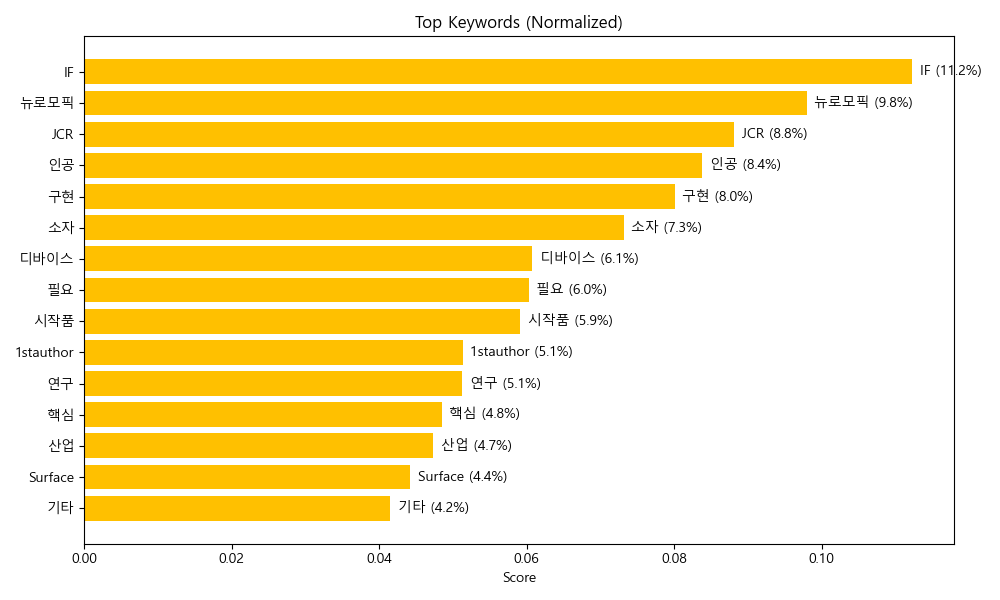 Top Keywords (Normalized)
IF IF (11.2%)
뉴로모픽 뉴로모픽 (9.8%)
JCR JCR (8.8%)
인공 인공 (8.4%)
구현 구현 (8.0%)
소자 소자 (7.3%)
디바이스 디바이스 (6.1%)
필요 필요 (6.0%)
시작품 시작품 (5.9%)
1stauthor 1stauthor (5.1%)
연구 연구 (5.1%)
핵심 핵심 (4.8%)
산업 산업 (4.7%)
Surface Surface (4.4%)
기타 기타 (4.2%)
0.00 0.02 0.04 0.06 0.08 0.10
Score